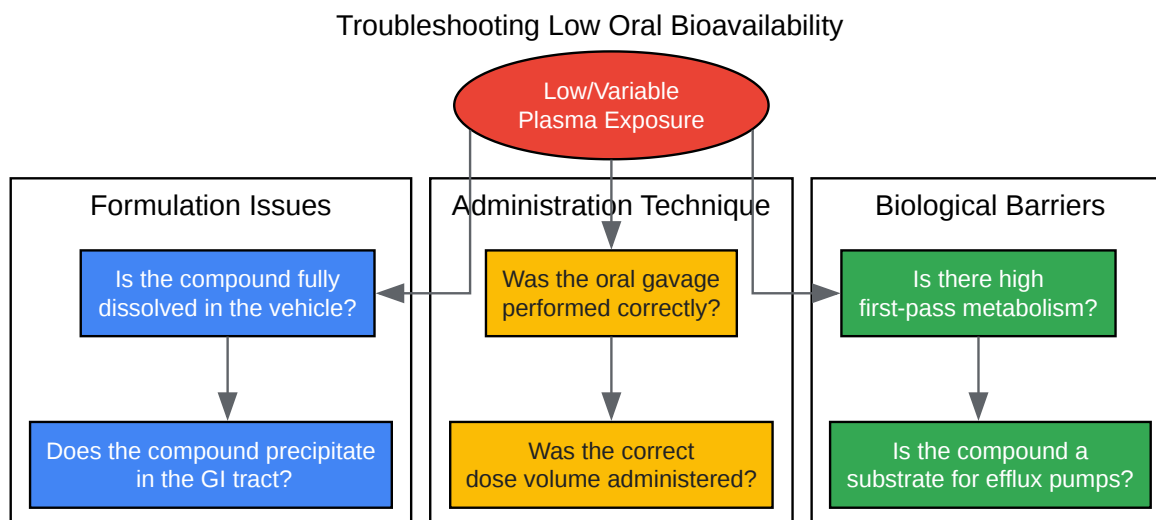 Troubleshooting Low Oral Bioavailability
Low/Variable
Plasma Exposure
Formulation Issues
Is the compound fully
dissolved in the vehicle?
Does the compound precipitate
in the GI tract?
Administration Technique
Was the oral gavage
performed correctly?
Was the correct
dose volume administered?
Biological Barriers
Is there high
first-pass metabolism?
Is the compound a
substrate for efflux pumps?